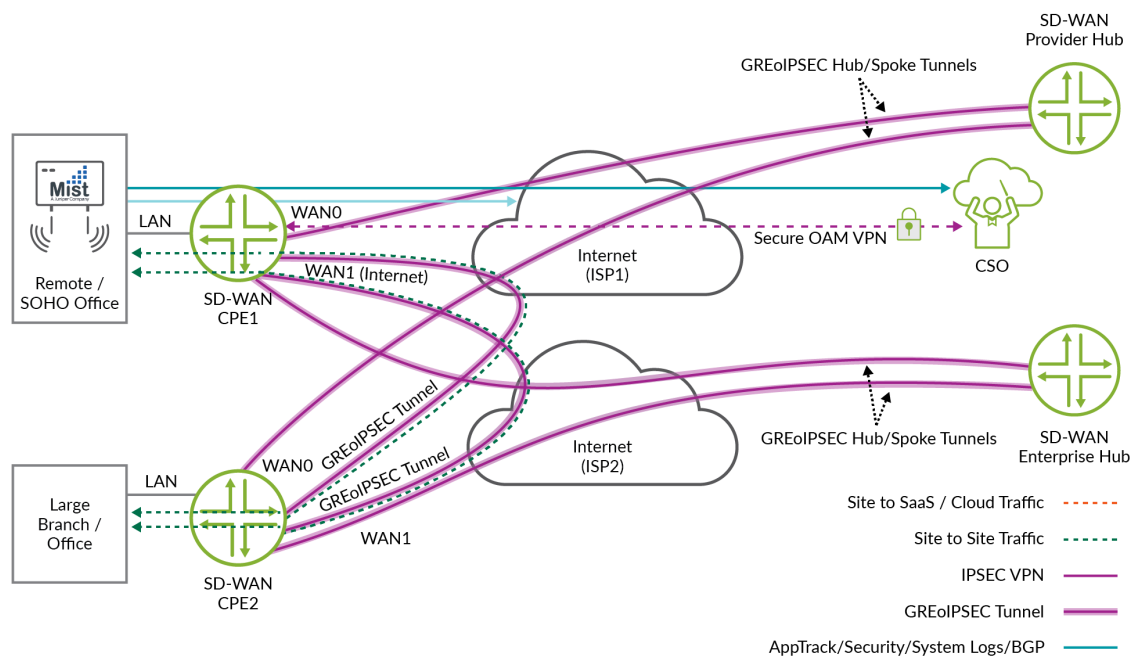 SD-WAN
Provider Hub
GREoIPSEC Hub/Spoke Tunnels
Mist
A Juniper Company
LAN
WAN0
Secure OAM VPN
CSO
Internet
(ISP1)
WAN1 (Internet)
Remote /
SOHO Office
SD-WAN
CPE1
GREoIPSEC Tunnel
GREoIPSEC Hub/Spoke Tunnels
SD-WAN
Enterprise Hub
Internet
(ISP2)
WAN0
GREoIPSEC Tunnel
LAN
Large
Branch /
Office
WAN1
SD-WAN
CPE2
Site to SaaS / Cloud Traffic
Site to Site Traffic
IPSEC VPN
GREoIPSEC Tunnel
AppTrack/Security/System Logs/BGP